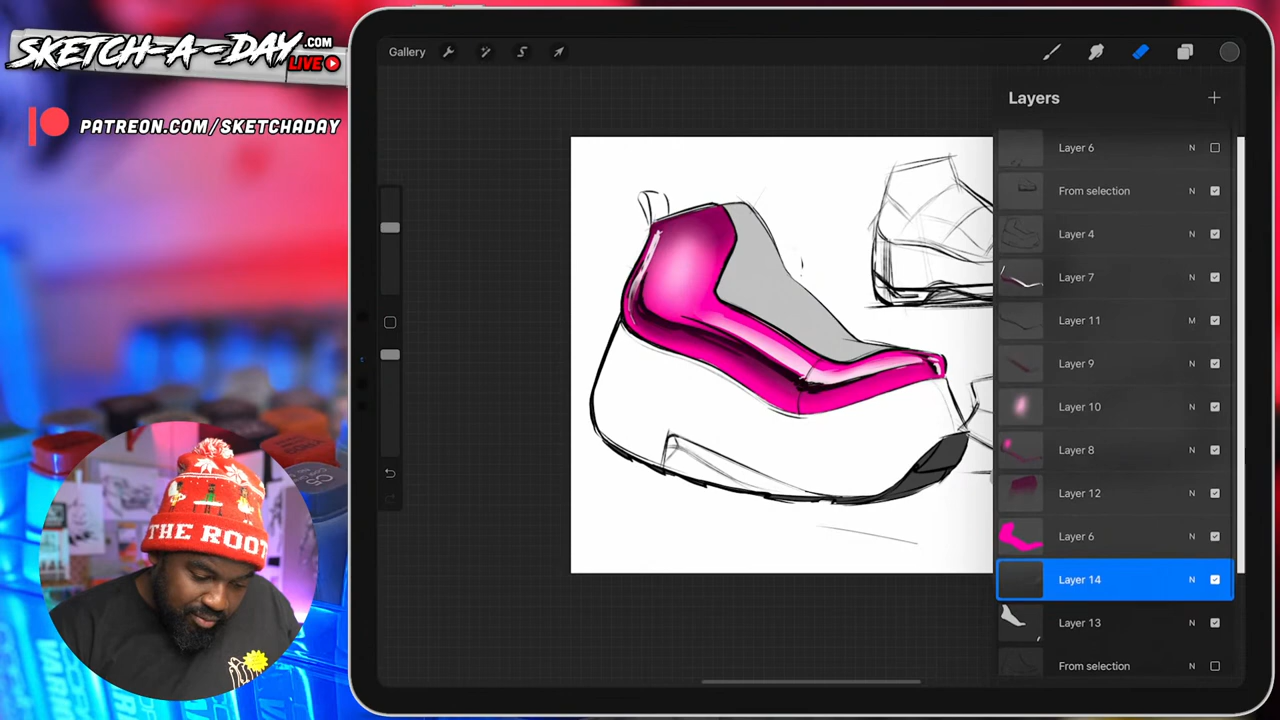 SKETCH-A-DAY.COM
LIVE
PATREON.COM/SKETCHADAY
Gallery
Layers
Layer 6 N
From selection N
Layer 4 N
Layer 7 N
Layer 11 M
Layer 9 N
Layer 10 N
Layer 8 N
Layer 12 N
Layer 6 N
Layer 14 N
Layer 13 N
From selection N
THE ROO